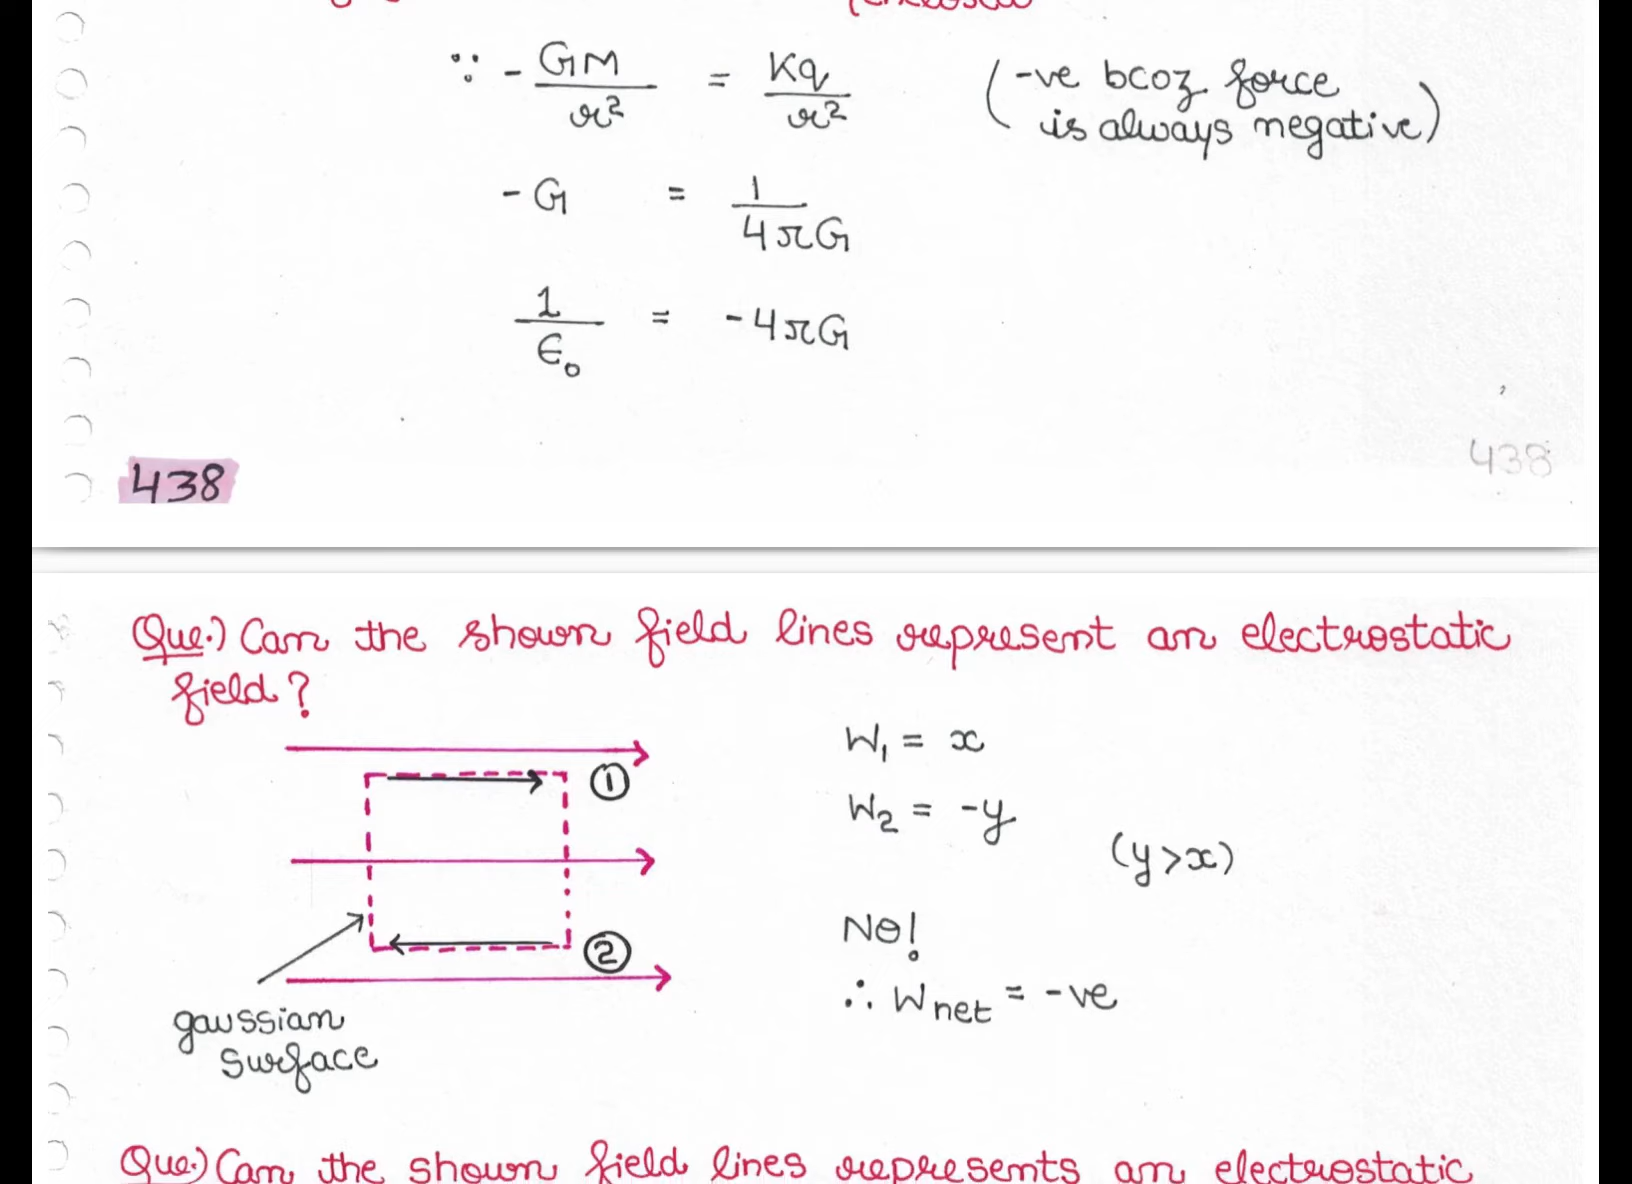 ∵ - GM/r² = Kq/r² (-ve bcoz force
is always negative)
-G = 1/4πG
1/ϵ₀ = -4πG
438
438
Que.) Can the shown field lines represent an electrostatic
field?
W₁ = x
①
W₂ = -y
(y>x)
NO!
②
∴ Wnet = -ve
gaussian
surface
Que.) Can the shown field lines represents an electrostatic